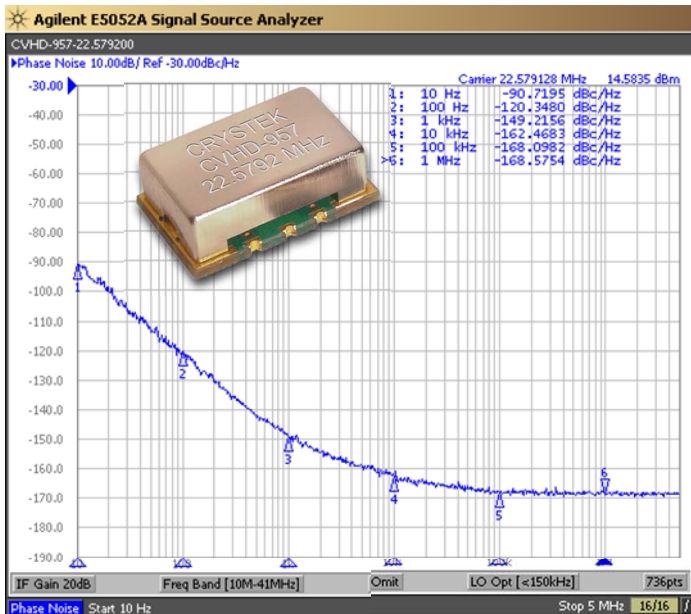 Agilent E5052A Signal Source Analyzer
CVHD-957-22.579200
▶Phase Noise 10.00dB/ Ref -30.00dBc/Hz
Carrier 22.579128 MHz 14.5835 dBm
1: 10 Hz -90.7195 dBc/Hz
2: 100 Hz -120.3480 dBc/Hz
3: 1 kHz -149.2156 dBc/Hz
4: 10 kHz -162.4683 dBc/Hz
5: 100 kHz -168.0982 dBc/Hz
>6: 1 MHz -168.5754 dBc/Hz
CRYSTEK
CVHD-957
22.5792 MHz
-30.00
-40.00
-50.00
-60.00
-70.00
-80.00
-90.00
-100.0
-110.0
-120.0
-130.0
-140.0
-150.0
-160.0
-170.0
-180.0
-190.0
1
2
3
4
5
6
IF Gain 20dB
Freq Band [10M-41MHz]
Omit
LO Opt [<150kHz]
736pts
Phase Noise
Start 10 Hz
Stop 5 MHz
16/16